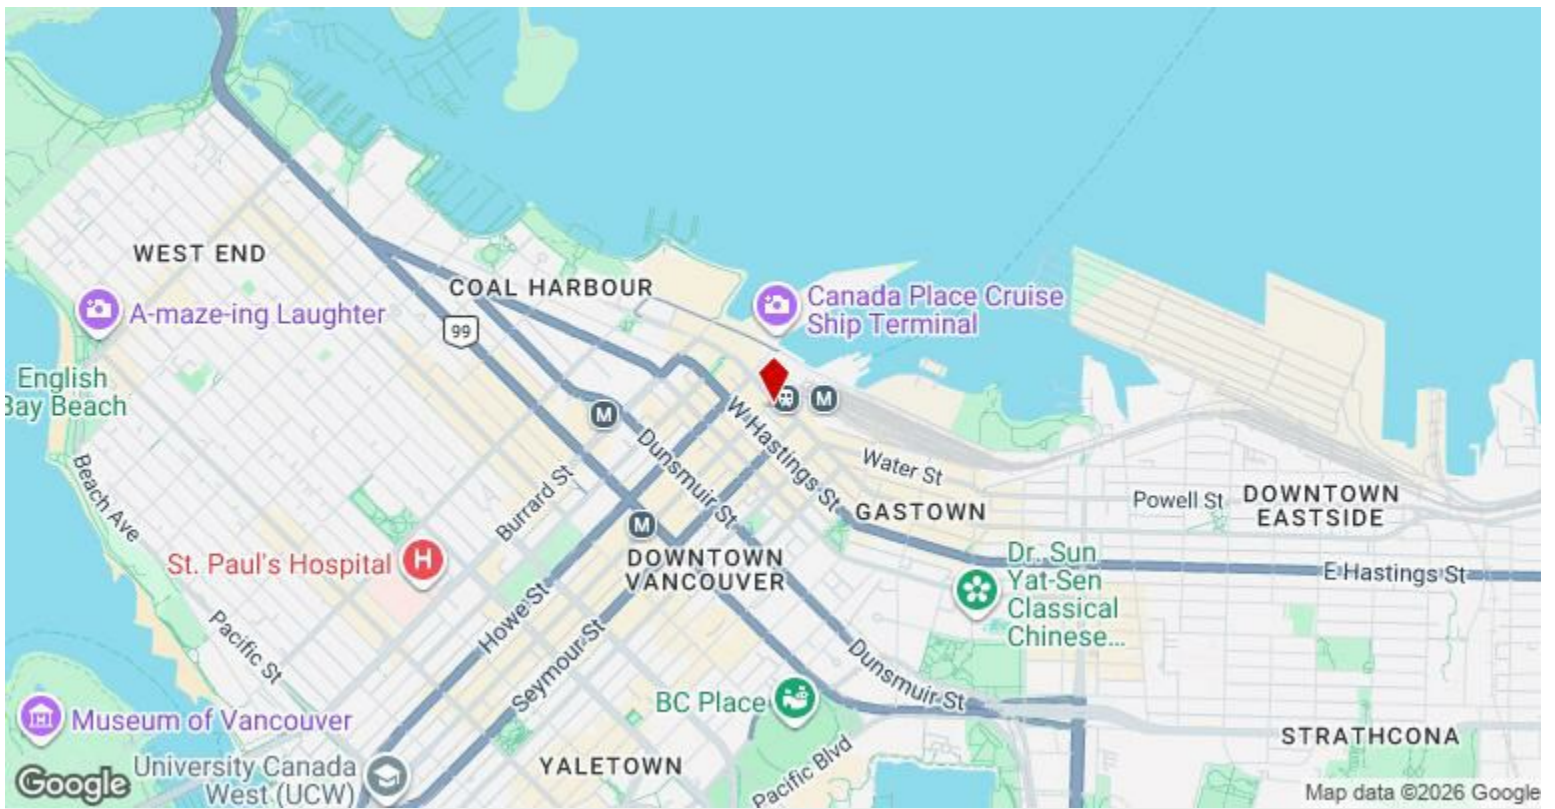 WEST END
COAL HARBOUR
A-maze-ing Laughter
99
Canada Place Cruise
Ship Terminal
English
Bay Beach
M
M
W Hastings St
Dunsmuir St
Water St
Powell St
DOWNTOWN
EASTSIDE
Beach Ave
Burrard St
GASTOWN
M
St. Paul's Hospital
H
DOWNTOWN
VANCOUVER
Dr. Sun
Yat-Sen
Classical
Chinese...
E Hastings St
Howe St
Pacific St
Seymour St
Dunsmuir St
BC Place
Museum of Vancouver
STRATHCONA
University Canada
West (UCW)
YALETOWN
Pacific Blvd
Google
Map data ©2026 Google